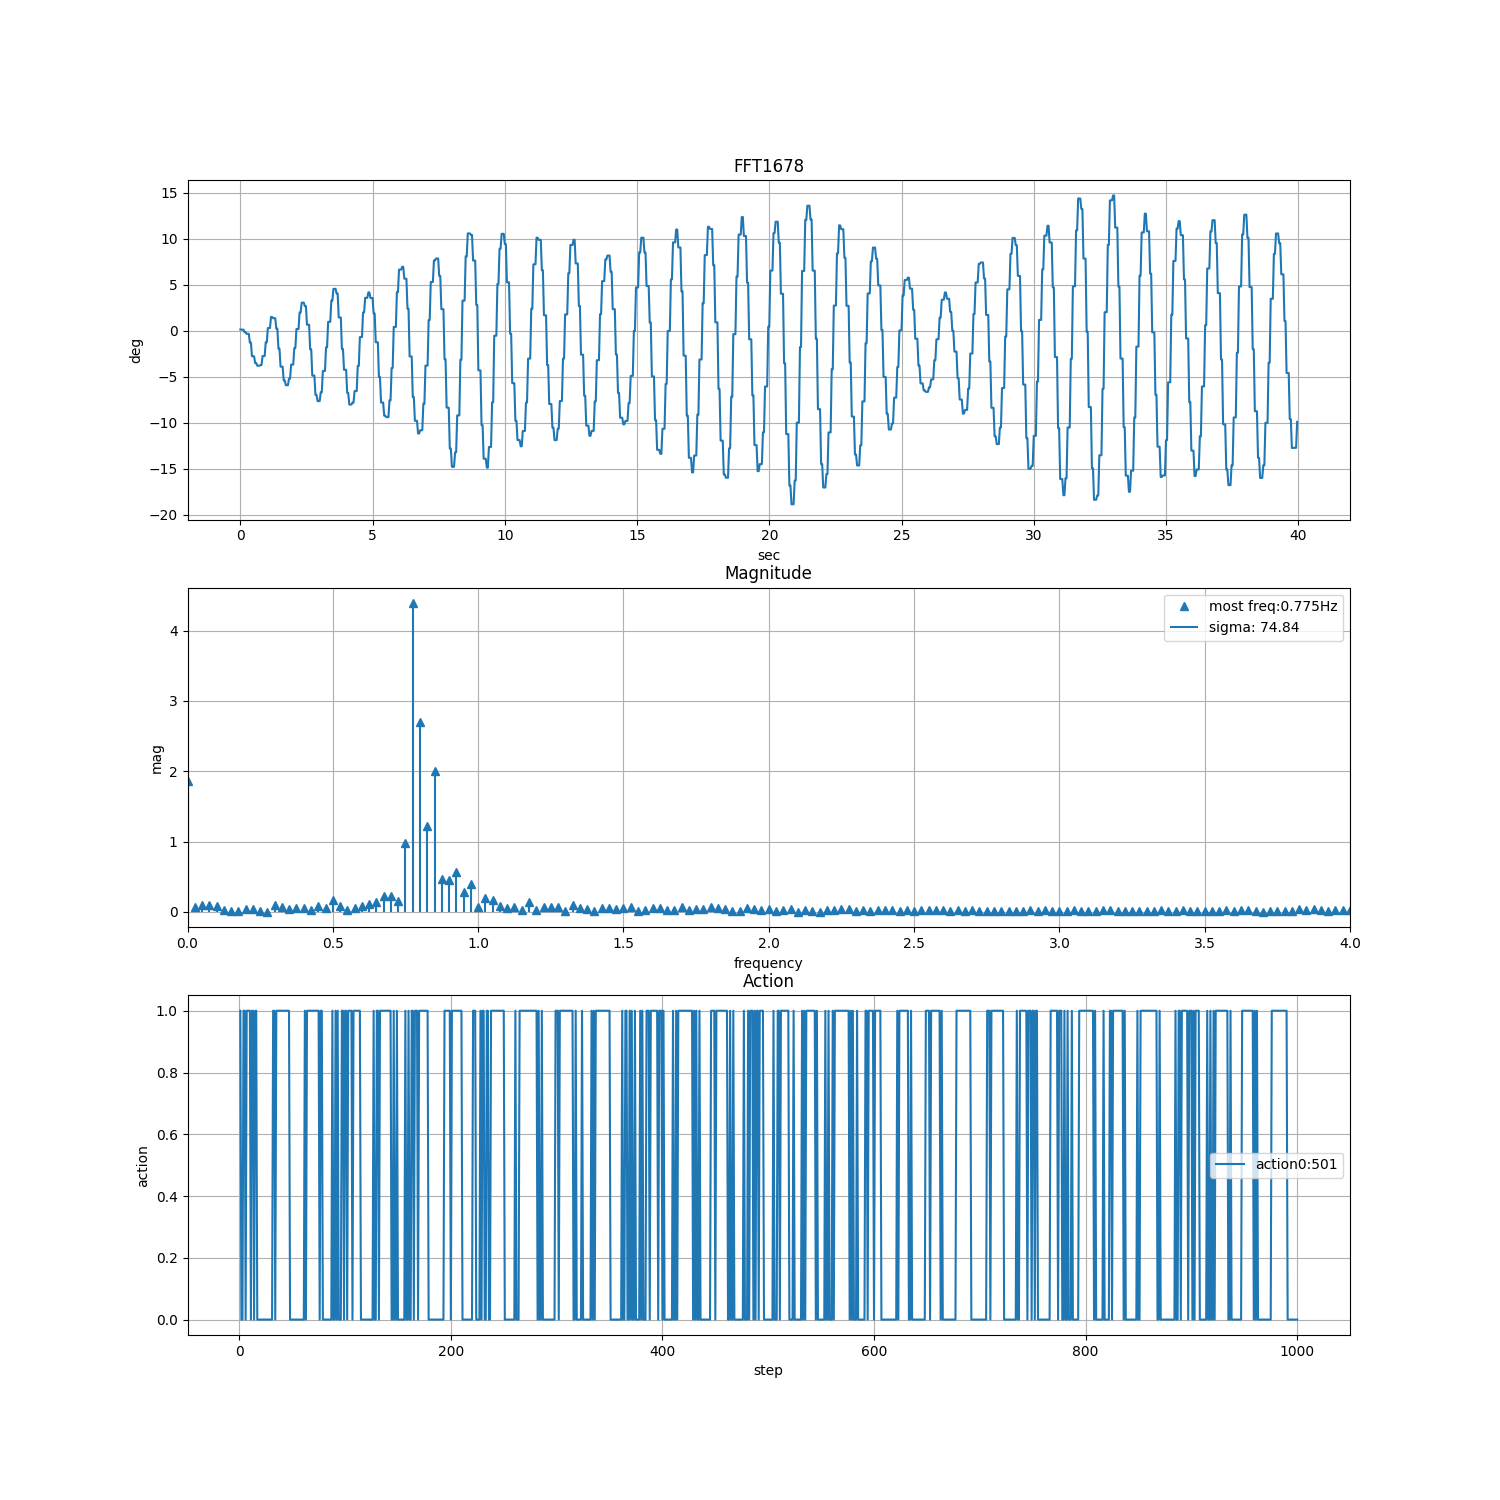 FFT1678
15
10
5
0
−5
−10
−15
−20
deg
0 5 10 15 20 25 30 35 40
sec
Magnitude
4
3
2
1
0
mag
most freq:0.775Hz
sigma: 74.84
0.0 0.5 1.0 1.5 2.0 2.5 3.0 3.5 4.0
frequency
Action
1.0
0.8
0.6
0.4
0.2
0.0
action
action0:501
0 200 400 600 800 1000
step